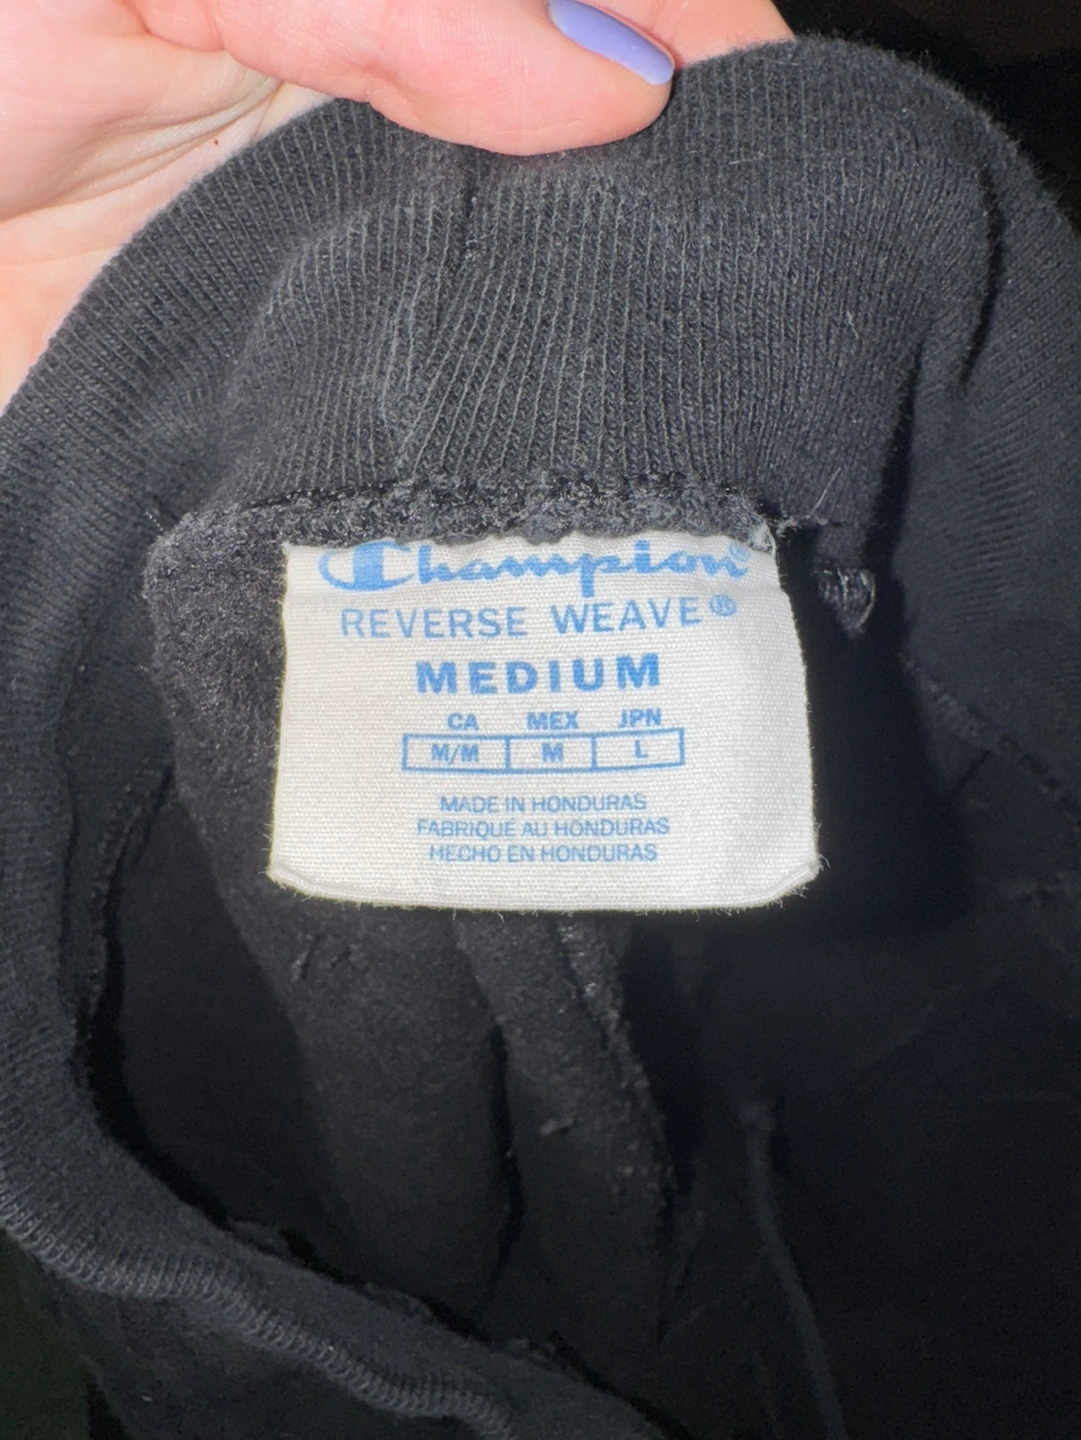 Champion®
REVERSE WEAVE®
MEDIUM
CA MEX JPN
M/M M L
MADE IN HONDURAS
FABRIQUÉ AU HONDURAS
HECHO EN HONDURAS